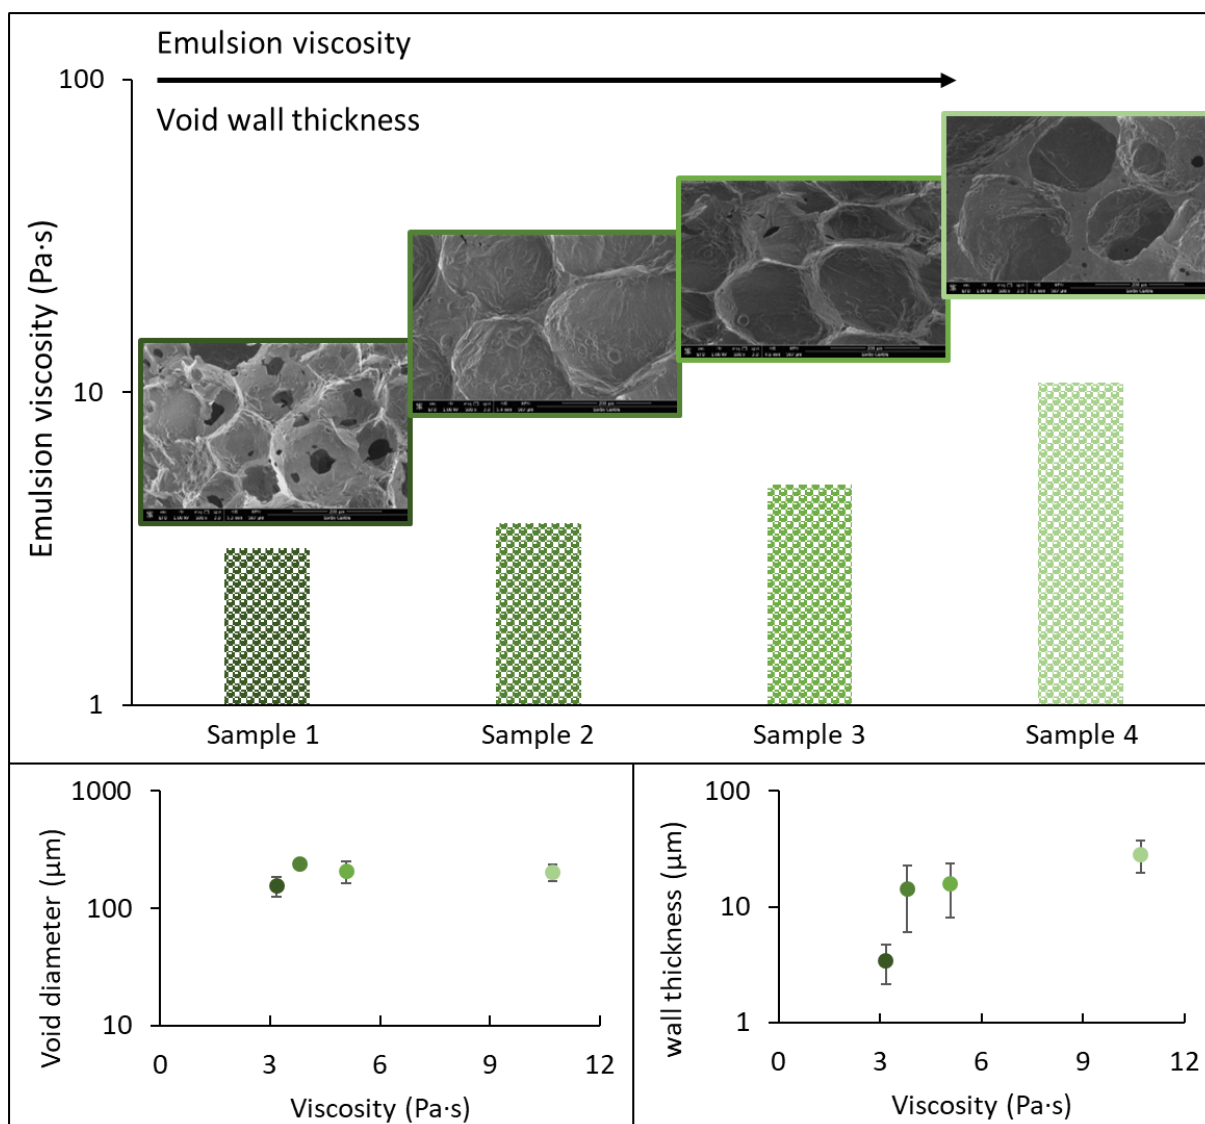 Emulsion viscosity
Void wall thickness
Emulsion viscosity (Pa·s)
100
10
1
Sample 1
Sample 2
Sample 3
Sample 4
Void diameter (µm)
1000
100
10
0
3
6
9
12
Viscosity (Pa·s)
wall thickness (µm)
100
10
1
0
3
6
9
12
Viscosity (Pa·s)